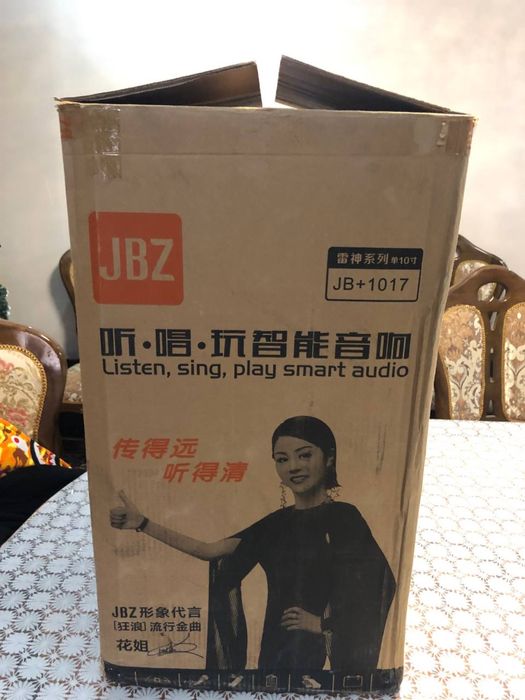 JBZ
雷神系列 单10寸
JB+1017
听·唱·玩智能音响
Listen, sing, play smart audio
传得远
听得清
JBZ形象代言
[狂浪]流行金曲
花姐